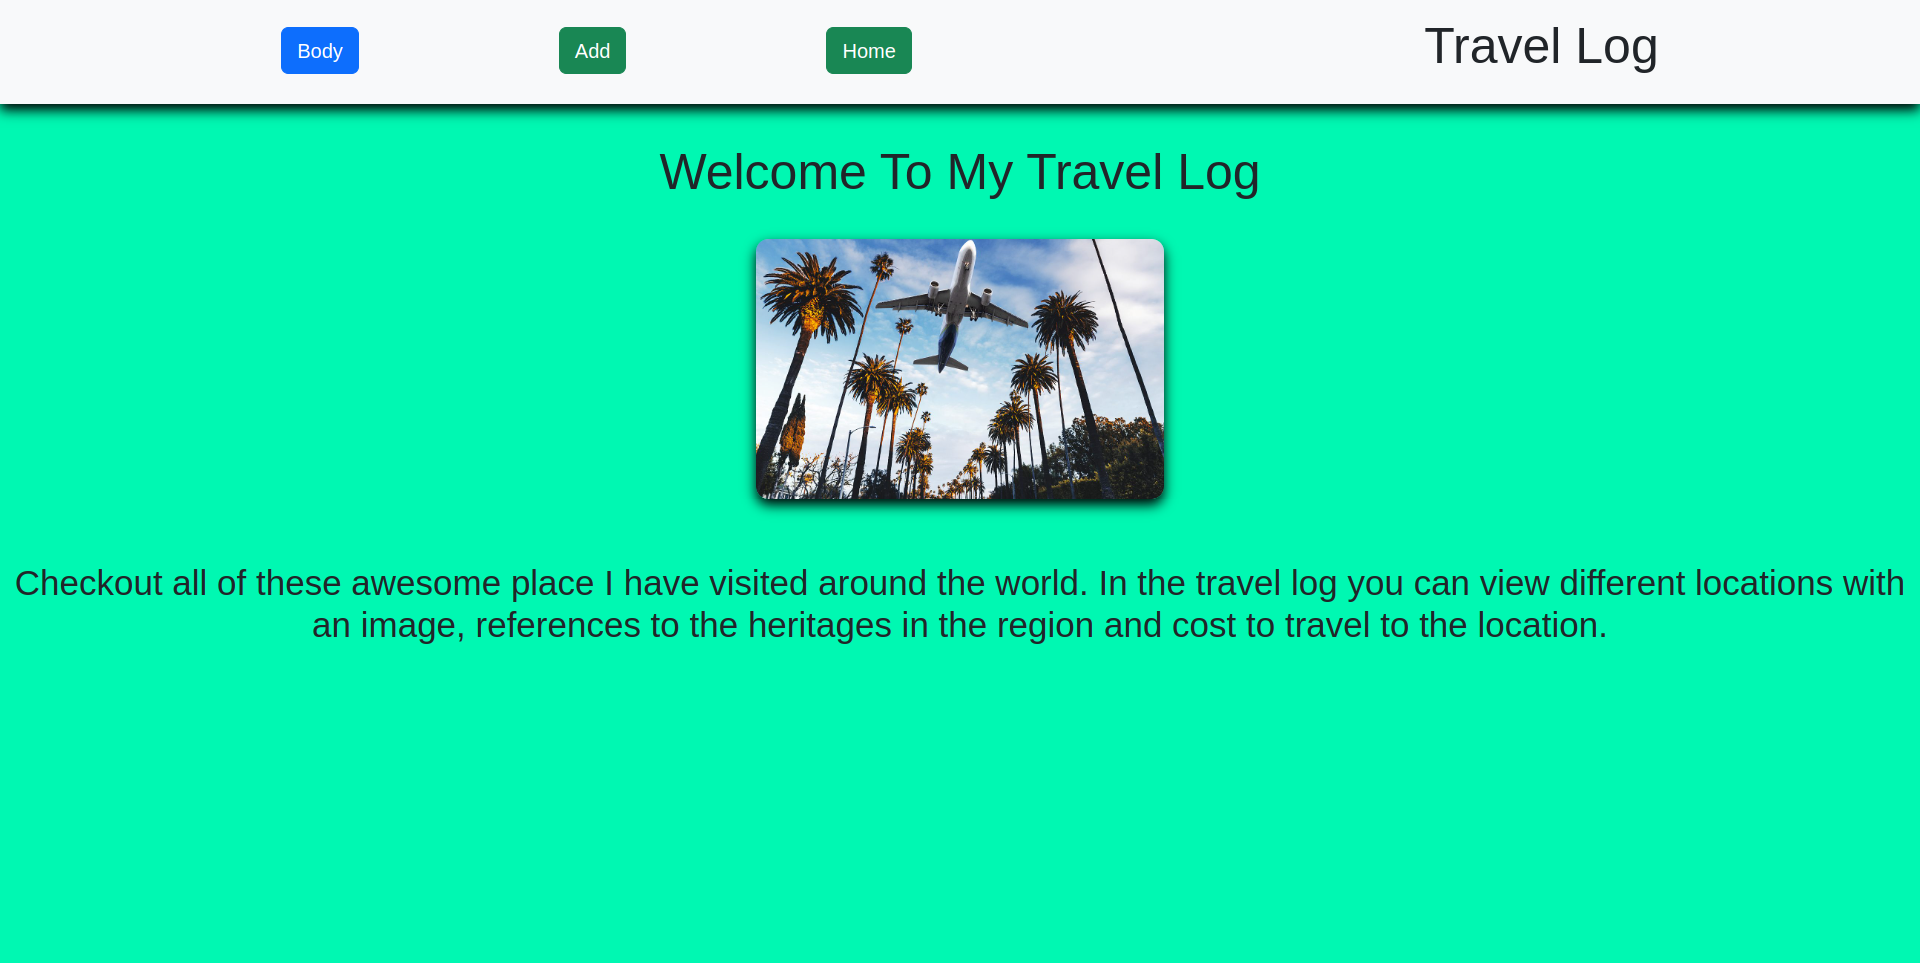 Body
Add
Home
Travel Log
Welcome To My Travel Log
Checkout all of these awesome place I have visited around the world. In the travel log you can view different locations with
an image, references to the heritages in the region and cost to travel to the location.